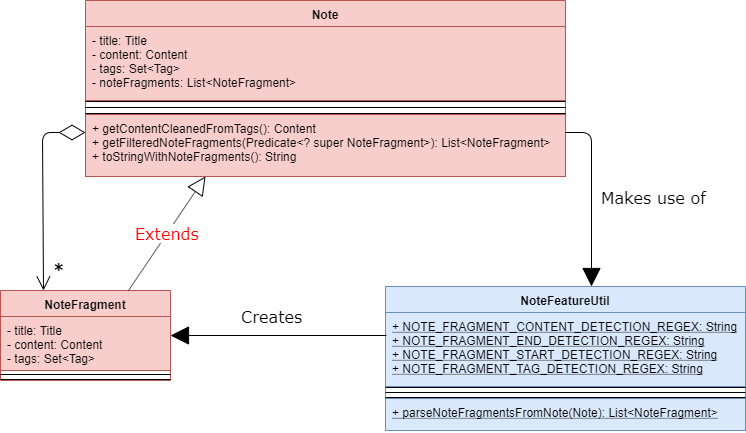 Note
- title: Title
- content: Content
- tags: Set<Tag>
- noteFragments: List<NoteFragment>
+ getContentCleanedFromTags(): Content
+ getFilteredNoteFragments(Predicate<? super NoteFragment>): List<NoteFragment>
+ toStringWithNoteFragments(): String
Makes use of
Extends
*
NoteFragment
- title: Title
- content: Content
- tags: Set<Tag>
Creates
NoteFeatureUtil
+ NOTE_FRAGMENT_CONTENT_DETECTION_REGEX: String
+ NOTE_FRAGMENT_END_DETECTION_REGEX: String
+ NOTE_FRAGMENT_START_DETECTION_REGEX: String
+ NOTE_FRAGMENT_TAG_DETECTION_REGEX: String
+ parseNoteFragmentsFromNote(Note): List<NoteFragment>